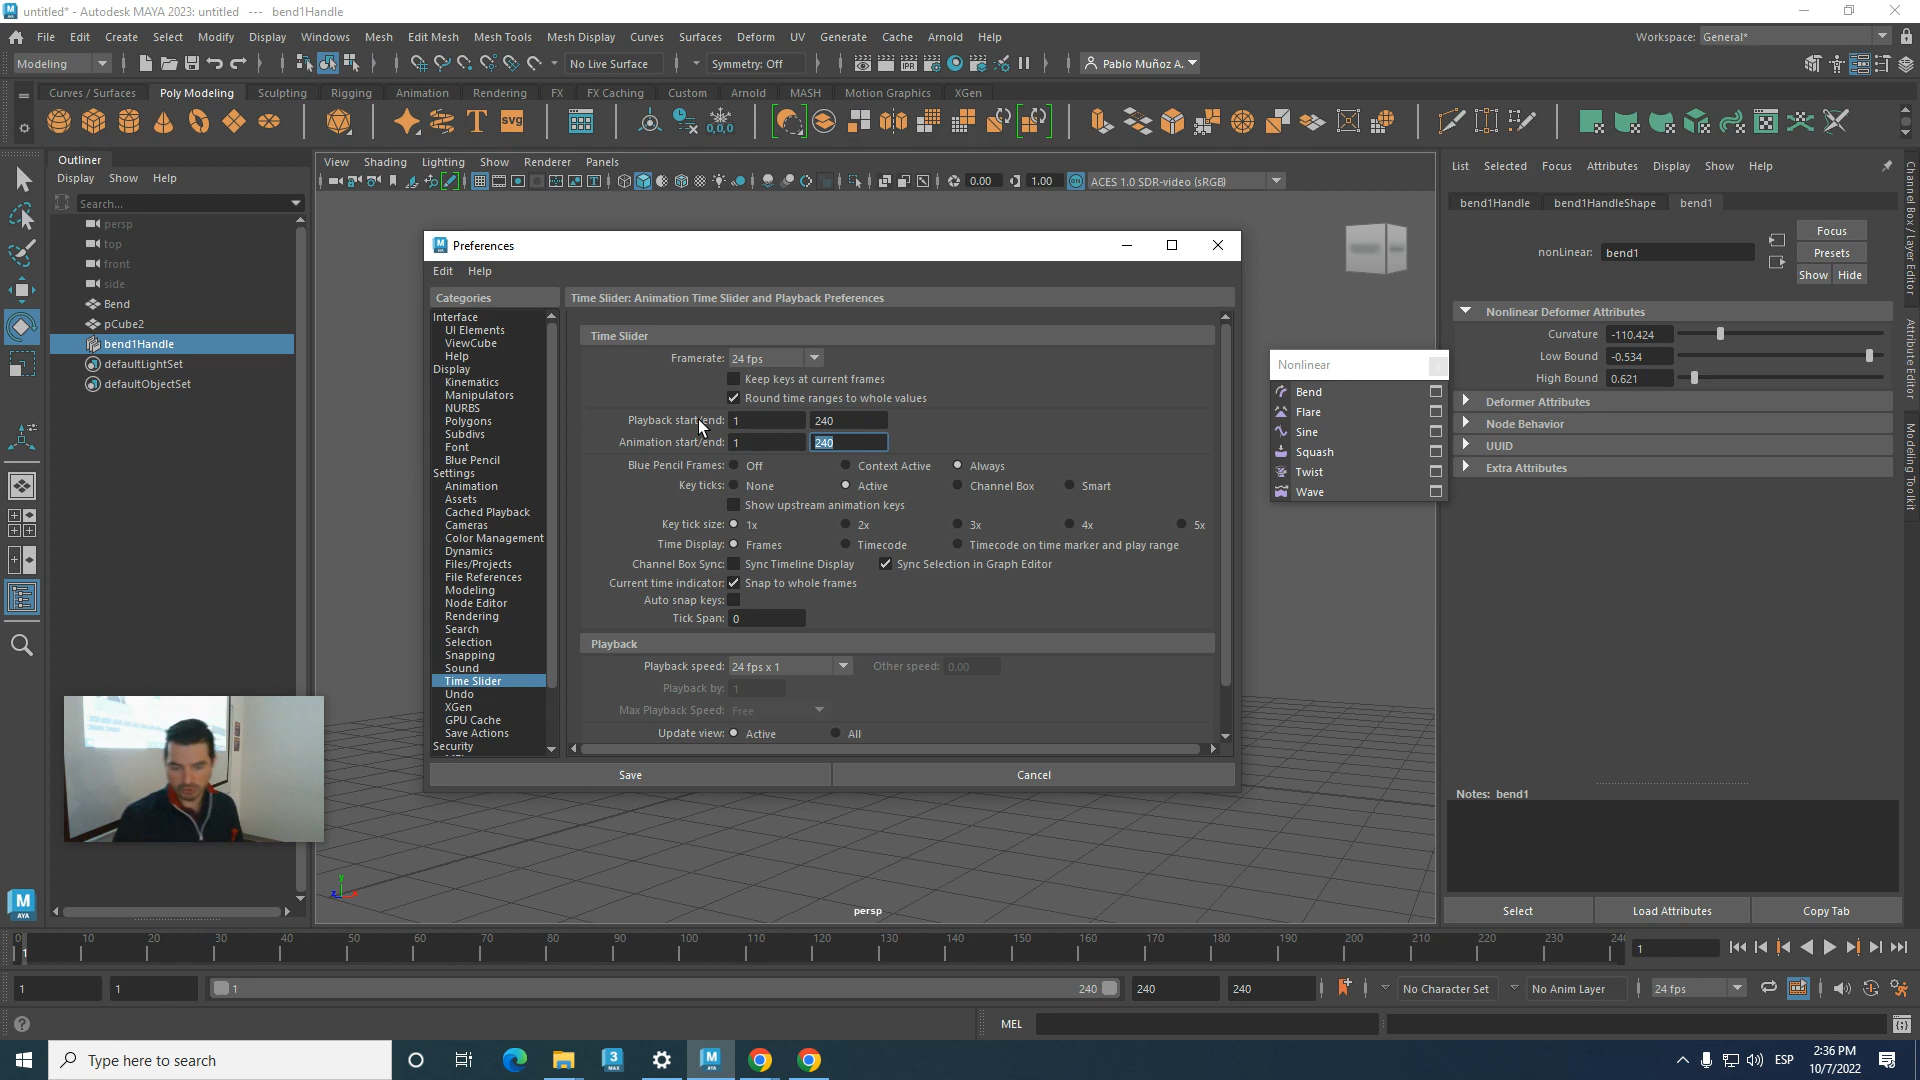 untitled* - Autodesk MAYA 2023: untitled --- bend1Handle
File Edit Create Select Modify Display Windows Mesh Edit Mesh Mesh Tools Mesh Display Curves Surfaces Deform UV Generate Cache Arnold Help
Workspace: General*
Modeling No Live Surface Symmetry: Off Pablo Muñoz A.
Curves / Surfaces Poly Modeling Sculpting Rigging Animation Rendering FX FX Caching Custom Arnold MASH Motion Graphics XGen
T svg 0,0,0
Outliner
Display Show Help
Search...
persp
top
front
side
Bend
pCube2
bend1Handle
defaultLightSet
defaultObjectSet
View Shading Lighting Show Renderer Panels
0.00 1.00 ACES 1.0 SDR-video (sRGB)
Preferences
Edit Help
Categories
Interface
UI Elements
ViewCube
Help
Display
Kinematics
Manipulators
NURBS
Polygons
Subdivs
Font
Blue Pencil
Settings
Animation
Assets
Cached Playback
Cameras
Color Management
Dynamics
Files/Projects
File References
Modeling
Node Editor
Rendering
Search
Selection
Snapping
Sound
Time Slider
Undo
XGen
GPU Cache
Save Actions
Security
Time Slider: Animation Time Slider and Playback Preferences
Time Slider
Framerate: 24 fps
Keep keys at current frames
Round time ranges to whole values
Playback start/end: 1 240
Animation start/end: 1 240
Blue Pencil Frames: Off Context Active Always
Key ticks: None Active Channel Box Smart
Show upstream animation keys
Key tick size: 1x 2x 3x 4x 5x
Time Display: Frames Timecode Timecode on time marker and play range
Channel Box Sync: Sync Timeline Display Sync Selection in Graph Editor
Current time indicator: Snap to whole frames
Auto snap keys:
Tick Span: 0
Playback
Playback speed: 24 fps x 1 Other speed: 0.00
Playback by: 1
Max Playback Speed: Free
Update view: Active All
Save Cancel
persp
Nonlinear
Bend
Flare
Sine
Squash
Twist
Wave
List Selected Focus Attributes Display Show Help
bend1Handle bend1HandleShape bend1
Focus
nonLinear: bend1 Presets
Show Hide
Nonlinear Deformer Attributes
Curvature -110.424
Low Bound -0.534
High Bound 0.621
Deformer Attributes
Node Behavior
UUID
Extra Attributes
Notes: bend1
Select Load Attributes Copy Tab
Channel Box / Layer Editor
Attribute Editor
Modeling Toolkit
0 10 20 30 40 50 60 70 80 90 100 110 120 130 140 150 160 170 180 190 200 210 220 230 1
1
1 1 1 240 240 240 No Character Set No Anim Layer 24 fps
MEL
Type here to search
ESP 2:36 PM
10/7/2022